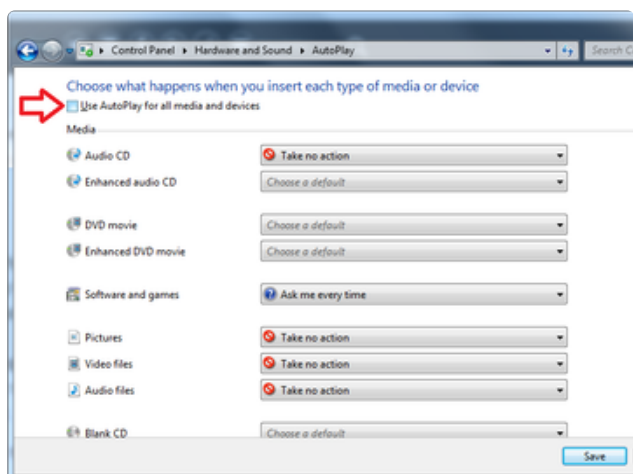 Control Panel ▸ Hardware and Sound ▸ AutoPlay Search C
Choose what happens when you insert each type of media or device
Use AutoPlay for all media and devices
Media
Audio CD Take no action
Enhanced audio CD Choose a default
DVD movie Choose a default
Enhanced DVD movie Choose a default
Software and games Ask me every time
Pictures Take no action
Video files Take no action
Audio files Take no action
Blank CD Choose a default
Save